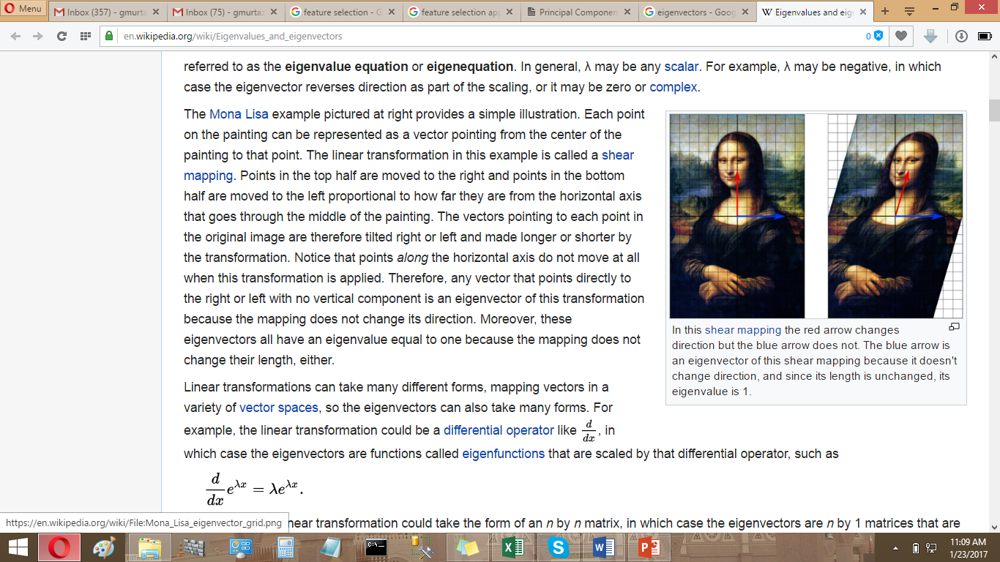 Menu
Inbox (357) - gmurtaz
Inbox (75) - gmurtaz
feature selection - G
feature selection app
Principal Componen
eigenvectors - Goog
Eigenvalues and eige
en.wikipedia.org/wiki/Eigenvalues_and_eigenvectors
0
referred to as the eigenvalue equation or eigenequation. In general, λ may be any scalar. For example, λ may be negative, in which
case the eigenvector reverses direction as part of the scaling, or it may be zero or complex.
The Mona Lisa example pictured at right provides a simple illustration. Each point
on the painting can be represented as a vector pointing from the center of the
painting to that point. The linear transformation in this example is called a shear
mapping. Points in the top half are moved to the right and points in the bottom
half are moved to the left proportional to how far they are from the horizontal axis
that goes through the middle of the painting. The vectors pointing to each point in
the original image are therefore tilted right or left and made longer or shorter by
the transformation. Notice that points along the horizontal axis do not move at all
when this transformation is applied. Therefore, any vector that points directly to
the right or left with no vertical component is an eigenvector of this transformation
because the mapping does not change its direction. Moreover, these
eigenvectors all have an eigenvalue equal to one because the mapping does not
change their length, either.
In this shear mapping the red arrow changes
direction but the blue arrow does not. The blue arrow is
an eigenvector of this shear mapping because it doesn't
change direction, and since its length is unchanged, its
eigenvalue is 1.
Linear transformations can take many different forms, mapping vectors in a
variety of vector spaces, so the eigenvectors can also take many forms. For
example, the linear transformation could be a differential operator like d/dx, in
which case the eigenvectors are functions called eigenfunctions that are scaled by that differential operator, such as
d/dx e^λx = λe^λx.
near transformation could take the form of an n by n matrix, in which case the eigenvectors are n by 1 matrices that are
https://en.wikipedia.org/wiki/File:Mona_Lisa_eigenvector_grid.png
11:09 AM
1/23/2017